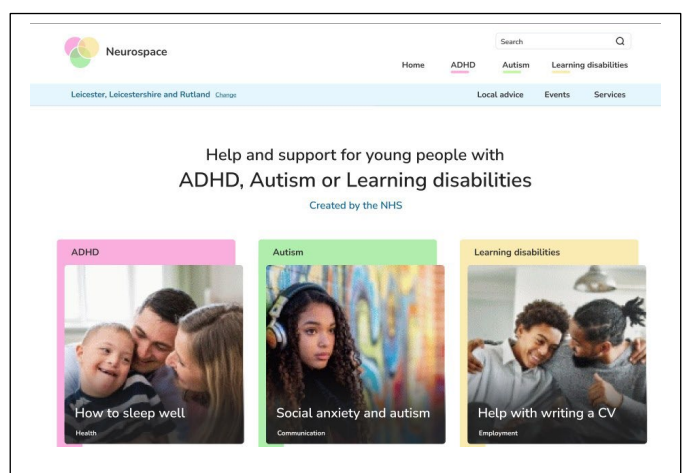 Neurospace
Search
Home ADHD Autism Learning disabilities
Leicester, Leicestershire and Rutland Change
Local advice Events Services
Help and support for young people with
ADHD, Autism or Learning disabilities
Created by the NHS
ADHD
How to sleep well
Health
Autism
Social anxiety and autism
Communication
Learning disabilities
Help with writing a CV
Employment